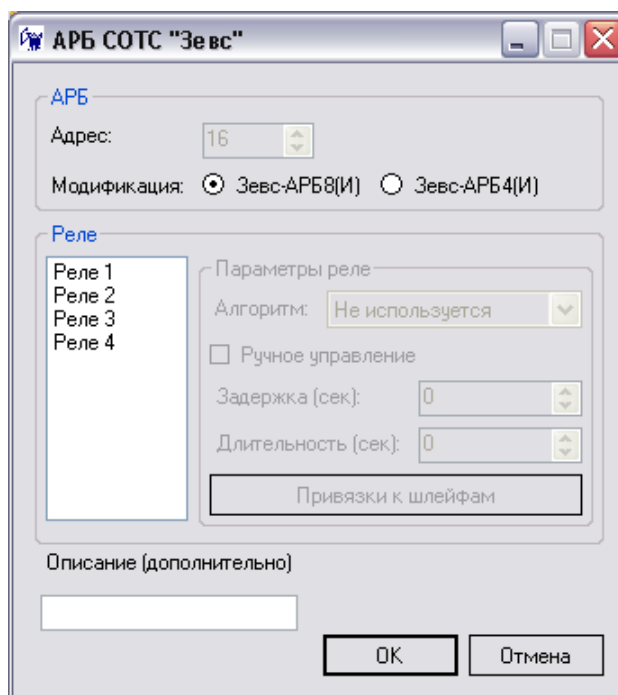 АРБ СОТС "Зевс"
АРБ
Адрес: 16
Модификация: Зевс-АРБ8(И) Зевс-АРБ4(И)
Реле
Реле 1
Реле 2
Реле 3
Реле 4
Параметры реле
Алгоритм: Не используется
Ручное управление
Задержка (сек): 0
Длительность (сек): 0
Привязки к шлейфам
Описание (дополнительно)
OK Отмена